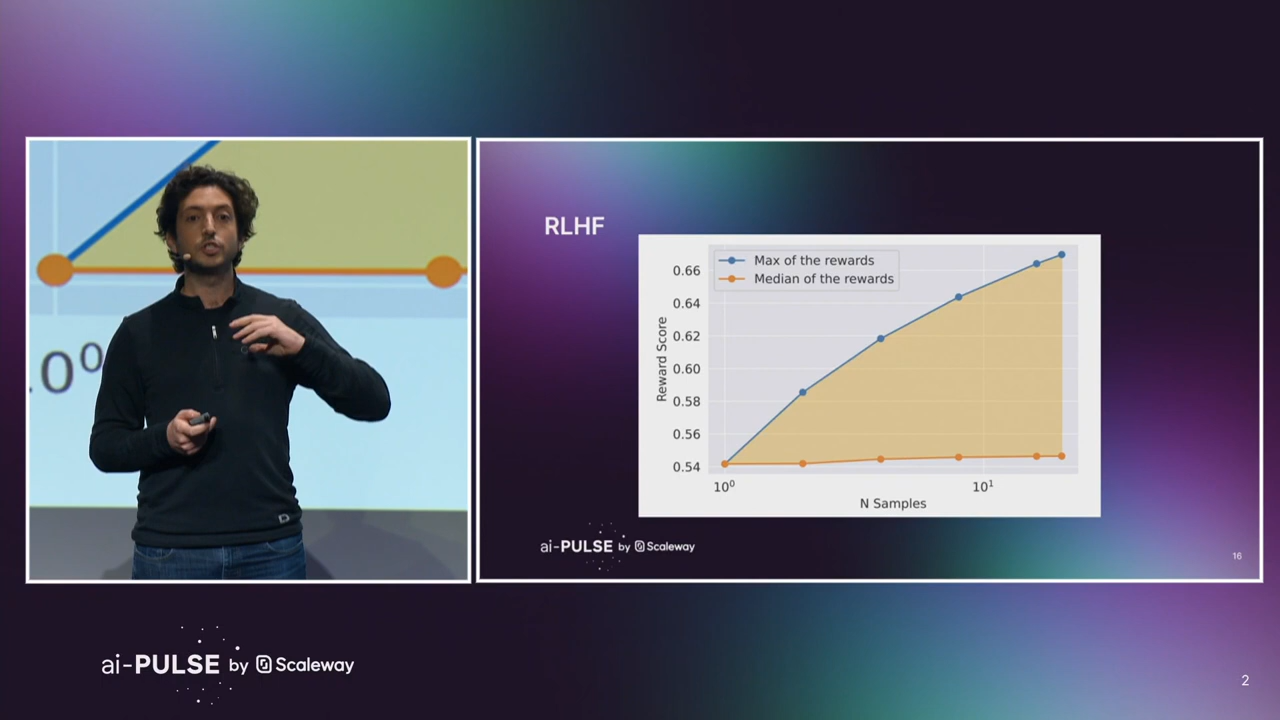 .0⁰
RLHF
Max of the rewards
Median of the rewards
Reward Score
0.66
0.64
0.62
0.60
0.58
0.56
0.54
10⁰
10¹
N Samples
ai-PULSE by Scaleway
16
ai-PULSE by Scaleway
2